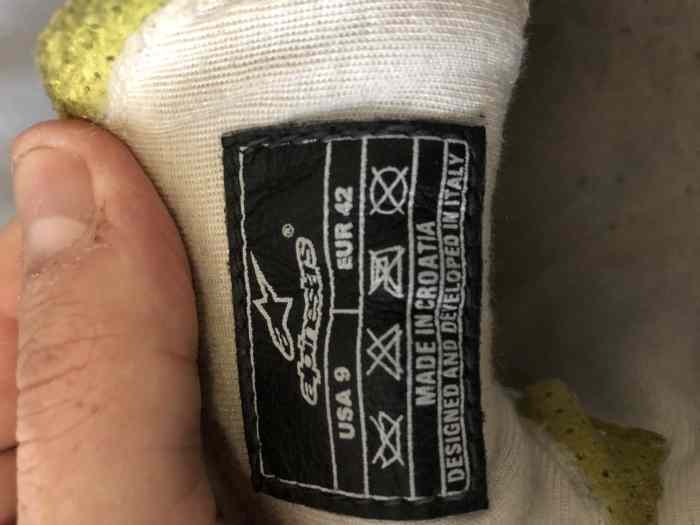 alpinestars®
USA 9 EUR 42
MADE IN CROATIA
DESIGNED AND DEVELOPED IN ITALY